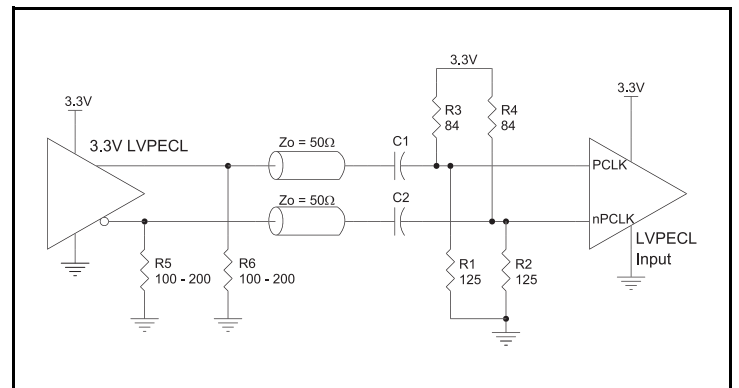 3.3V
3.3V LVPECL
Zo = 50Ω
C1
3.3V
R3
84
R4
84
3.3V
PCLK
Zo = 50Ω
C2
nPCLK
LVPECL
Input
R5
100 - 200
R6
100 - 200
R1
125
R2
125